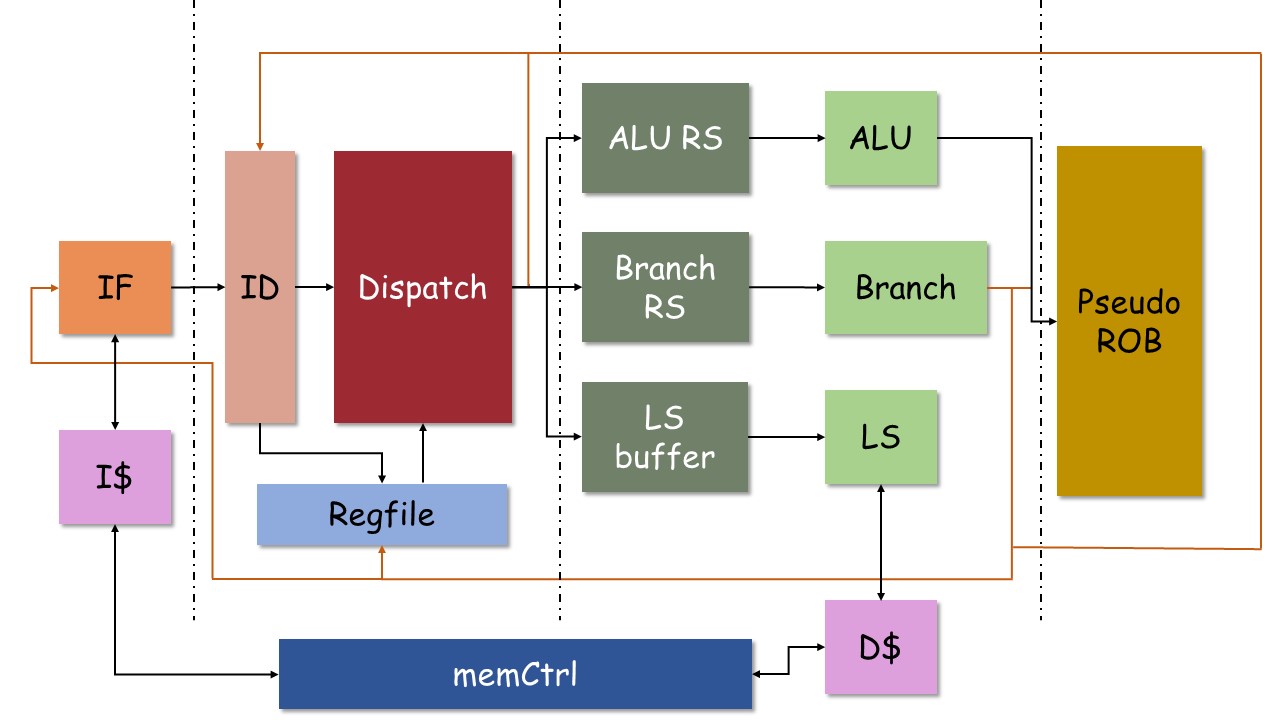 ALU RS
ALU
IF
ID
Dispatch
Branch
RS
Branch
Pseudo
ROB
I$
LS
buffer
LS
Regfile
memCtrl
D$